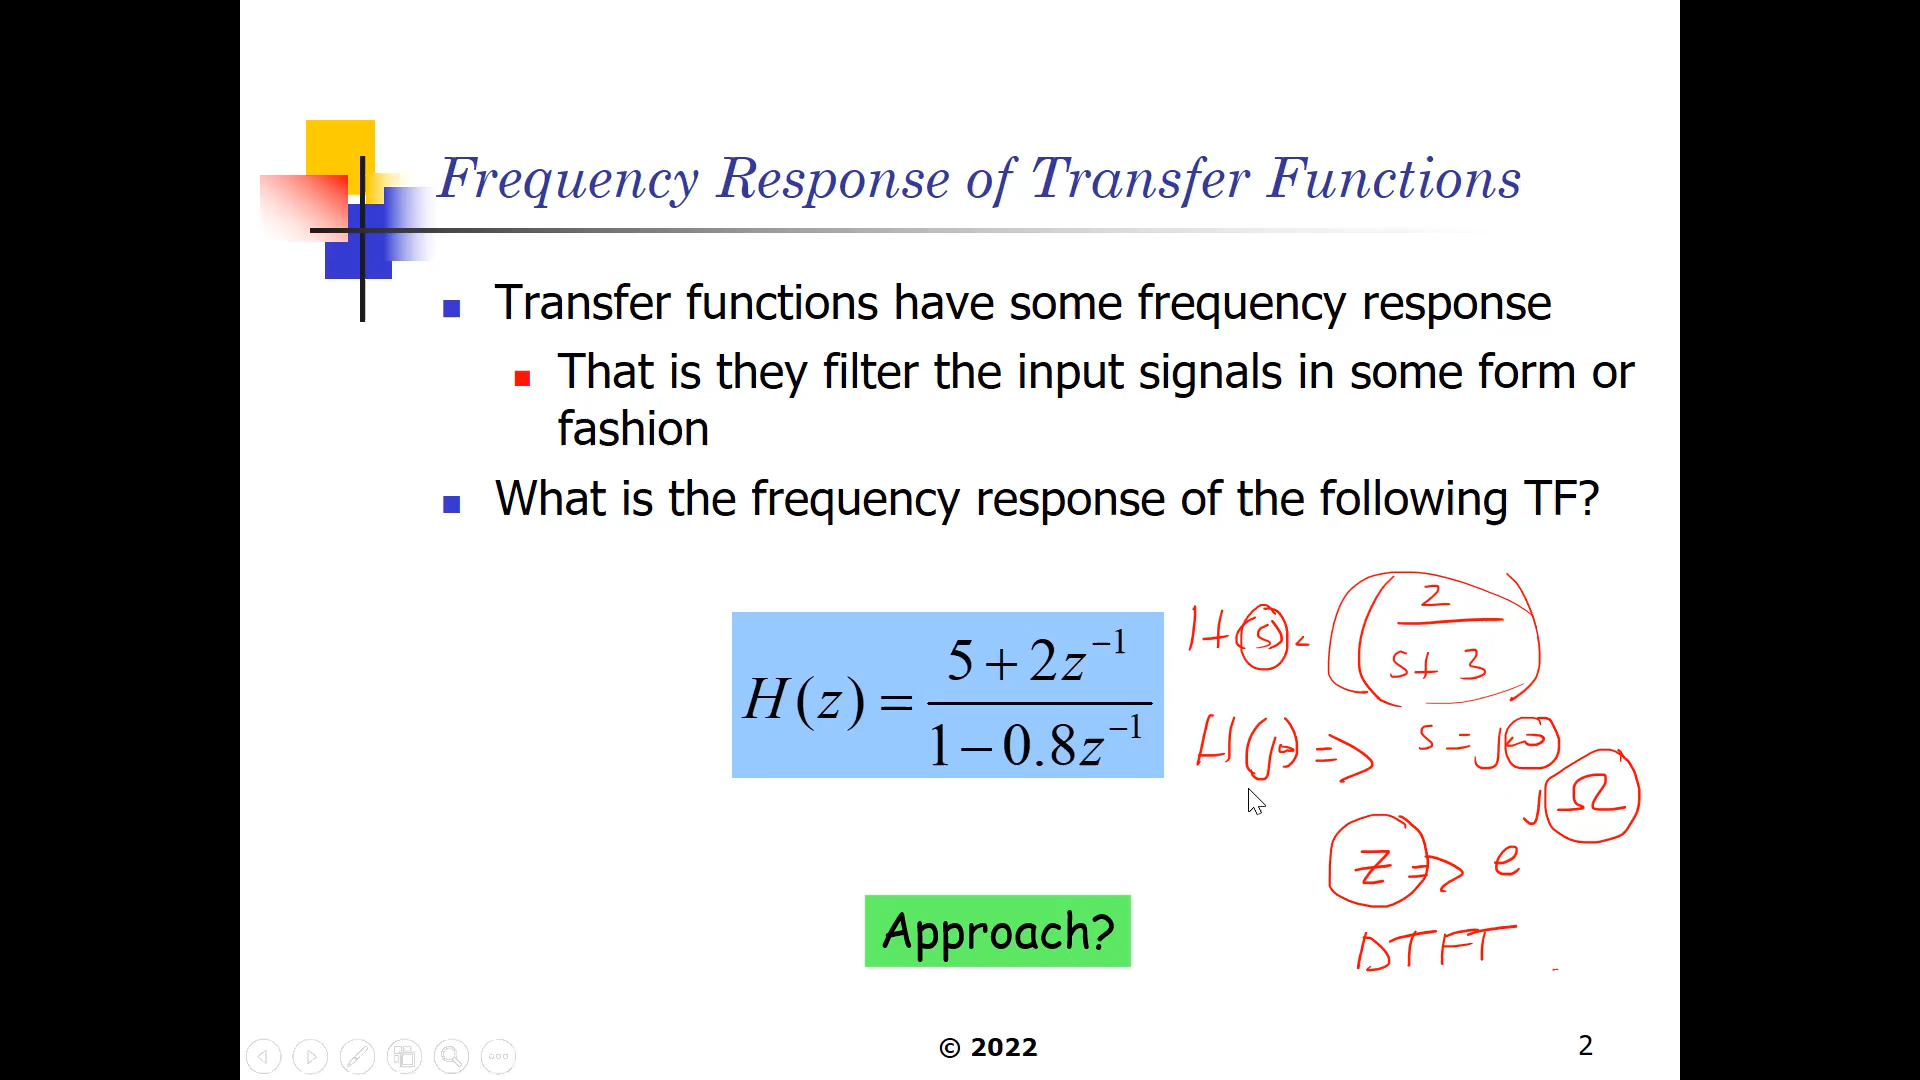 Frequency Response of Transfer Functions
Transfer functions have some frequency response
That is they filter the input signals in some form or
fashion
What is the frequency response of the following TF?
H(z) = (5 + 2z⁻¹) / (1 − 0.8z⁻¹)
H(s) = (2 / (s + 3))
H(jω) => s = jω
z => e^jΩ
DTFT
Approach?
© 2022
2